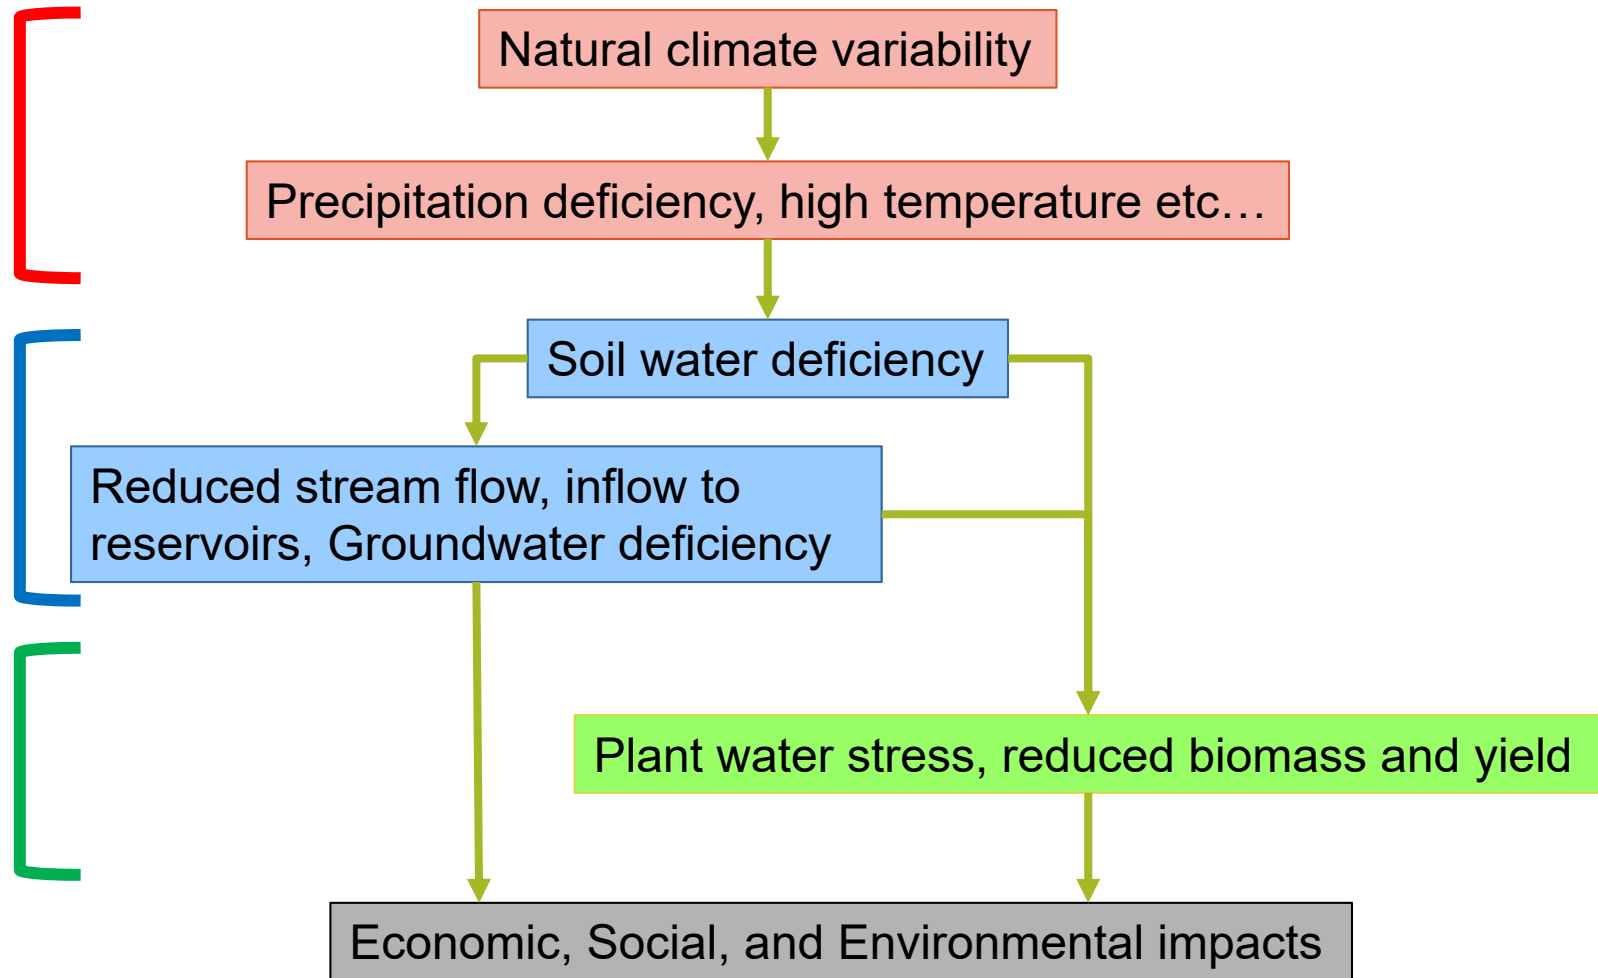 Natural climate variability
Precipitation deficiency, high temperature etc…
Soil water deficiency
Reduced stream flow, inflow to
reservoirs, Groundwater deficiency
Plant water stress, reduced biomass and yield
Economic, Social, and Environmental impacts